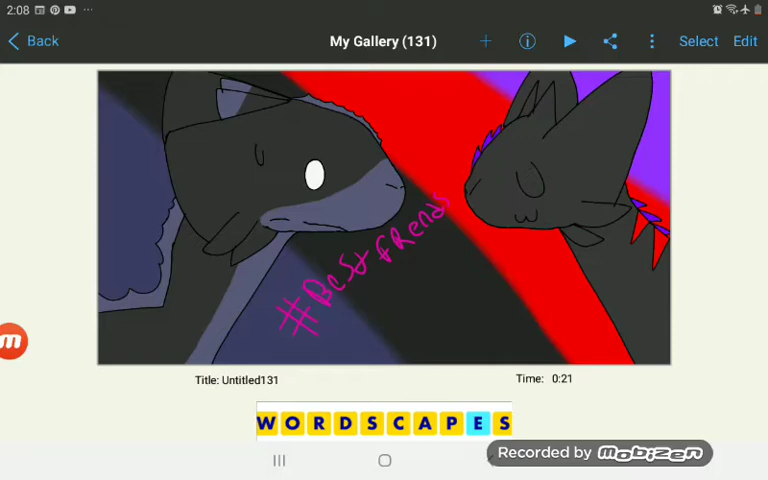 2:08
Back
My Gallery (131)
Select
Edit
#Best frends
Title: Untitled131
Time: 0:21
WORDSCAPES
Recorded by mobizen